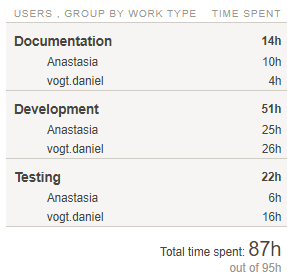 USERS , GROUP BY WORK TYPE TIME SPENT
Documentation 14h
Anastasia 10h
vogt.daniel 4h
Development 51h
Anastasia 25h
vogt.daniel 26h
Testing 22h
Anastasia 6h
vogt.daniel 16h
Total time spent: 87h
out of 95h